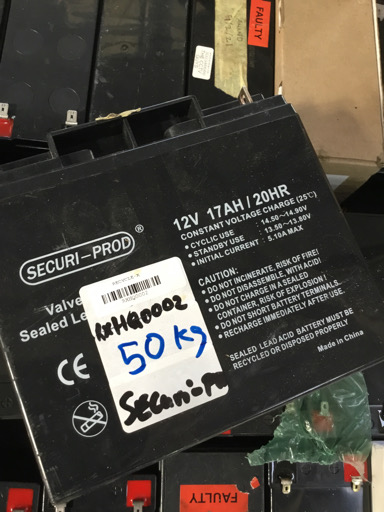 FAULTY
SECURI-PROD
Valve
Sealed Le
12V 17AH / 20HR
CONSTANT VOLTAGE CHARGE (25℃)
• CYCLIC USE : 14.50~14.90V
• STANDBY USE : 13.50~13.80V
• INITIAL CURRENT : 5.10A MAX
CAUTION:
• DO NOT INCINERATE, RISK OF FIRE!
• DO NOT DISASSEMBLE, WITH ACID!
• DO NOT CHARGE IN A SEALED
CONTAINER, RISK OF EXPLOSION!
• DO NOT SHORT BATTERY TERMINALS.
• RECHARGE IMMEDIATELY AFTER USE.
SEALED LEAD ACID BATTERY MUST BE
RECYCLED OR DISPOSED PROPERLY
Made in China
CE
50 Kg
Securi-Pr
FAULTY